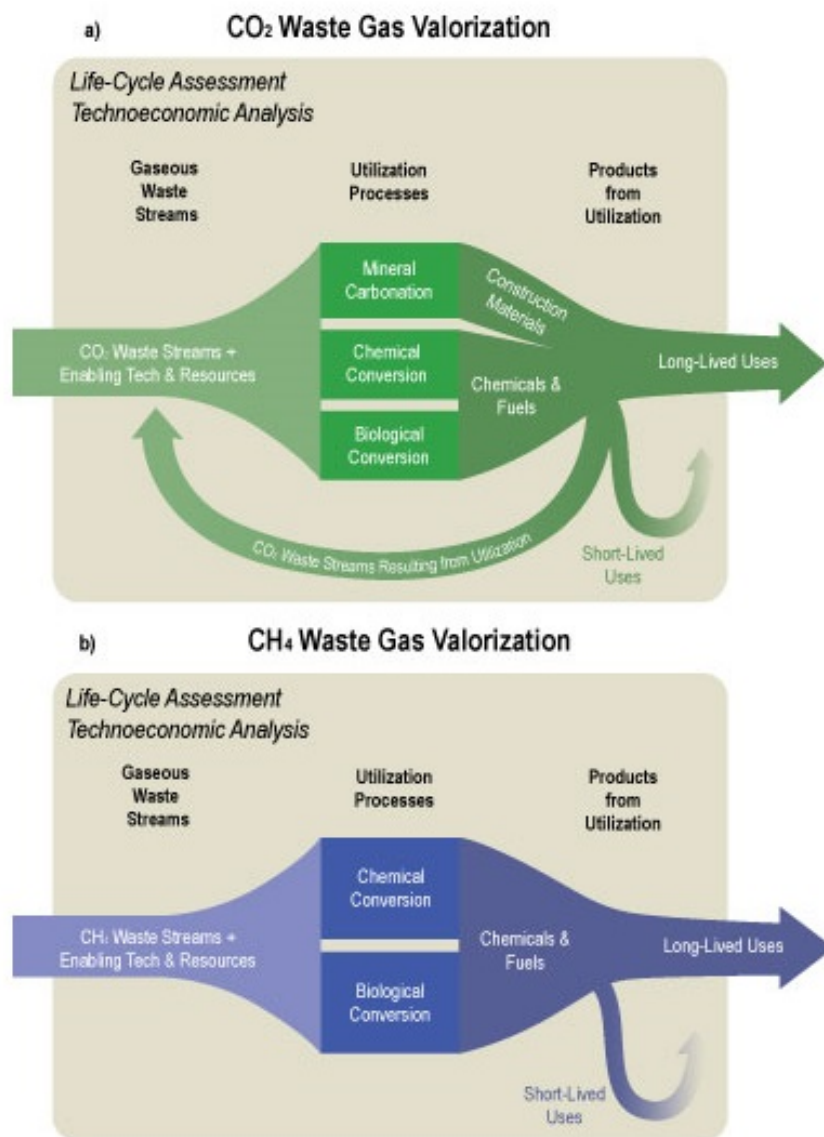 a)
CO₂ Waste Gas Valorization
Life-Cycle Assessment
Technoeconomic Analysis
Gaseous
Waste
Streams
Utilization
Processes
Products
from
Utilization
CO₂ Waste Streams +
Enabling Tech & Resources
Mineral
Carbonation
Chemical
Conversion
Biological
Conversion
Construction
Materials
Chemicals &
Fuels
Long-Lived Uses
CO₂ Waste Streams Resulting from Utilization
Short-Lived
Uses
b)
CH₄ Waste Gas Valorization
Life-Cycle Assessment
Technoeconomic Analysis
Gaseous
Waste
Streams
Utilization
Processes
Products
from
Utilization
CH₄ Waste Streams +
Enabling Tech & Resources
Chemical
Conversion
Biological
Conversion
Chemicals &
Fuels
Long-Lived Uses
Short-Lived
Uses